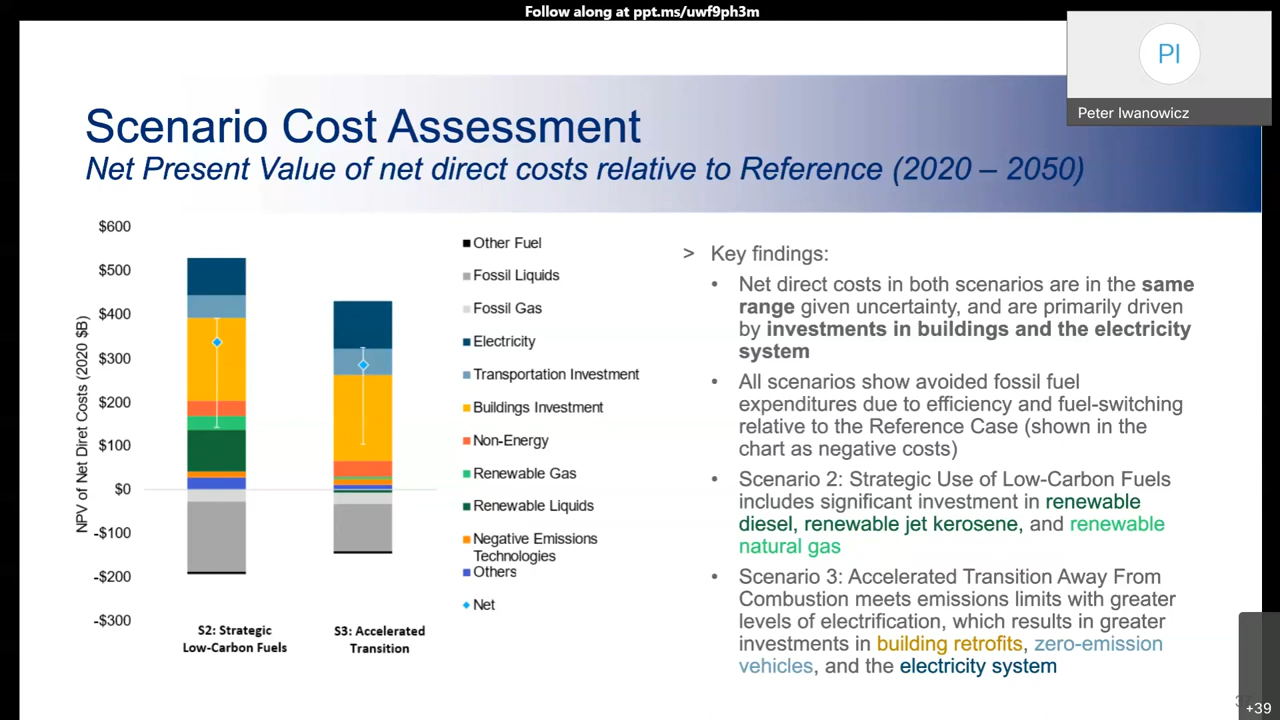 Follow along at ppt.ms/uwf9ph3m
PI
Peter Iwanowicz
Scenario Cost Assessment
Net Present Value of net direct costs relative to Reference (2020 – 2050)
NPV of Net Diret Costs (2020 $B)
$600
$500
$400
$300
$200
$100
$0
-$100
-$200
-$300
S2: Strategic
Low-Carbon Fuels
S3: Accelerated
Transition
Other Fuel
Fossil Liquids
Fossil Gas
Electricity
Transportation Investment
Buildings Investment
Non-Energy
Renewable Gas
Renewable Liquids
Negative Emissions
Technologies
Others
Net
> Key findings:
• Net direct costs in both scenarios are in the same
range given uncertainty, and are primarily driven
by investments in buildings and the electricity
system
• All scenarios show avoided fossil fuel
expenditures due to efficiency and fuel-switching
relative to the Reference Case (shown in the
chart as negative costs)
• Scenario 2: Strategic Use of Low-Carbon Fuels
includes significant investment in renewable
diesel, renewable jet kerosene, and renewable
natural gas
• Scenario 3: Accelerated Transition Away From
Combustion meets emissions limits with greater
levels of electrification, which results in greater
investments in building retrofits, zero-emission
vehicles, and the electricity system
+39